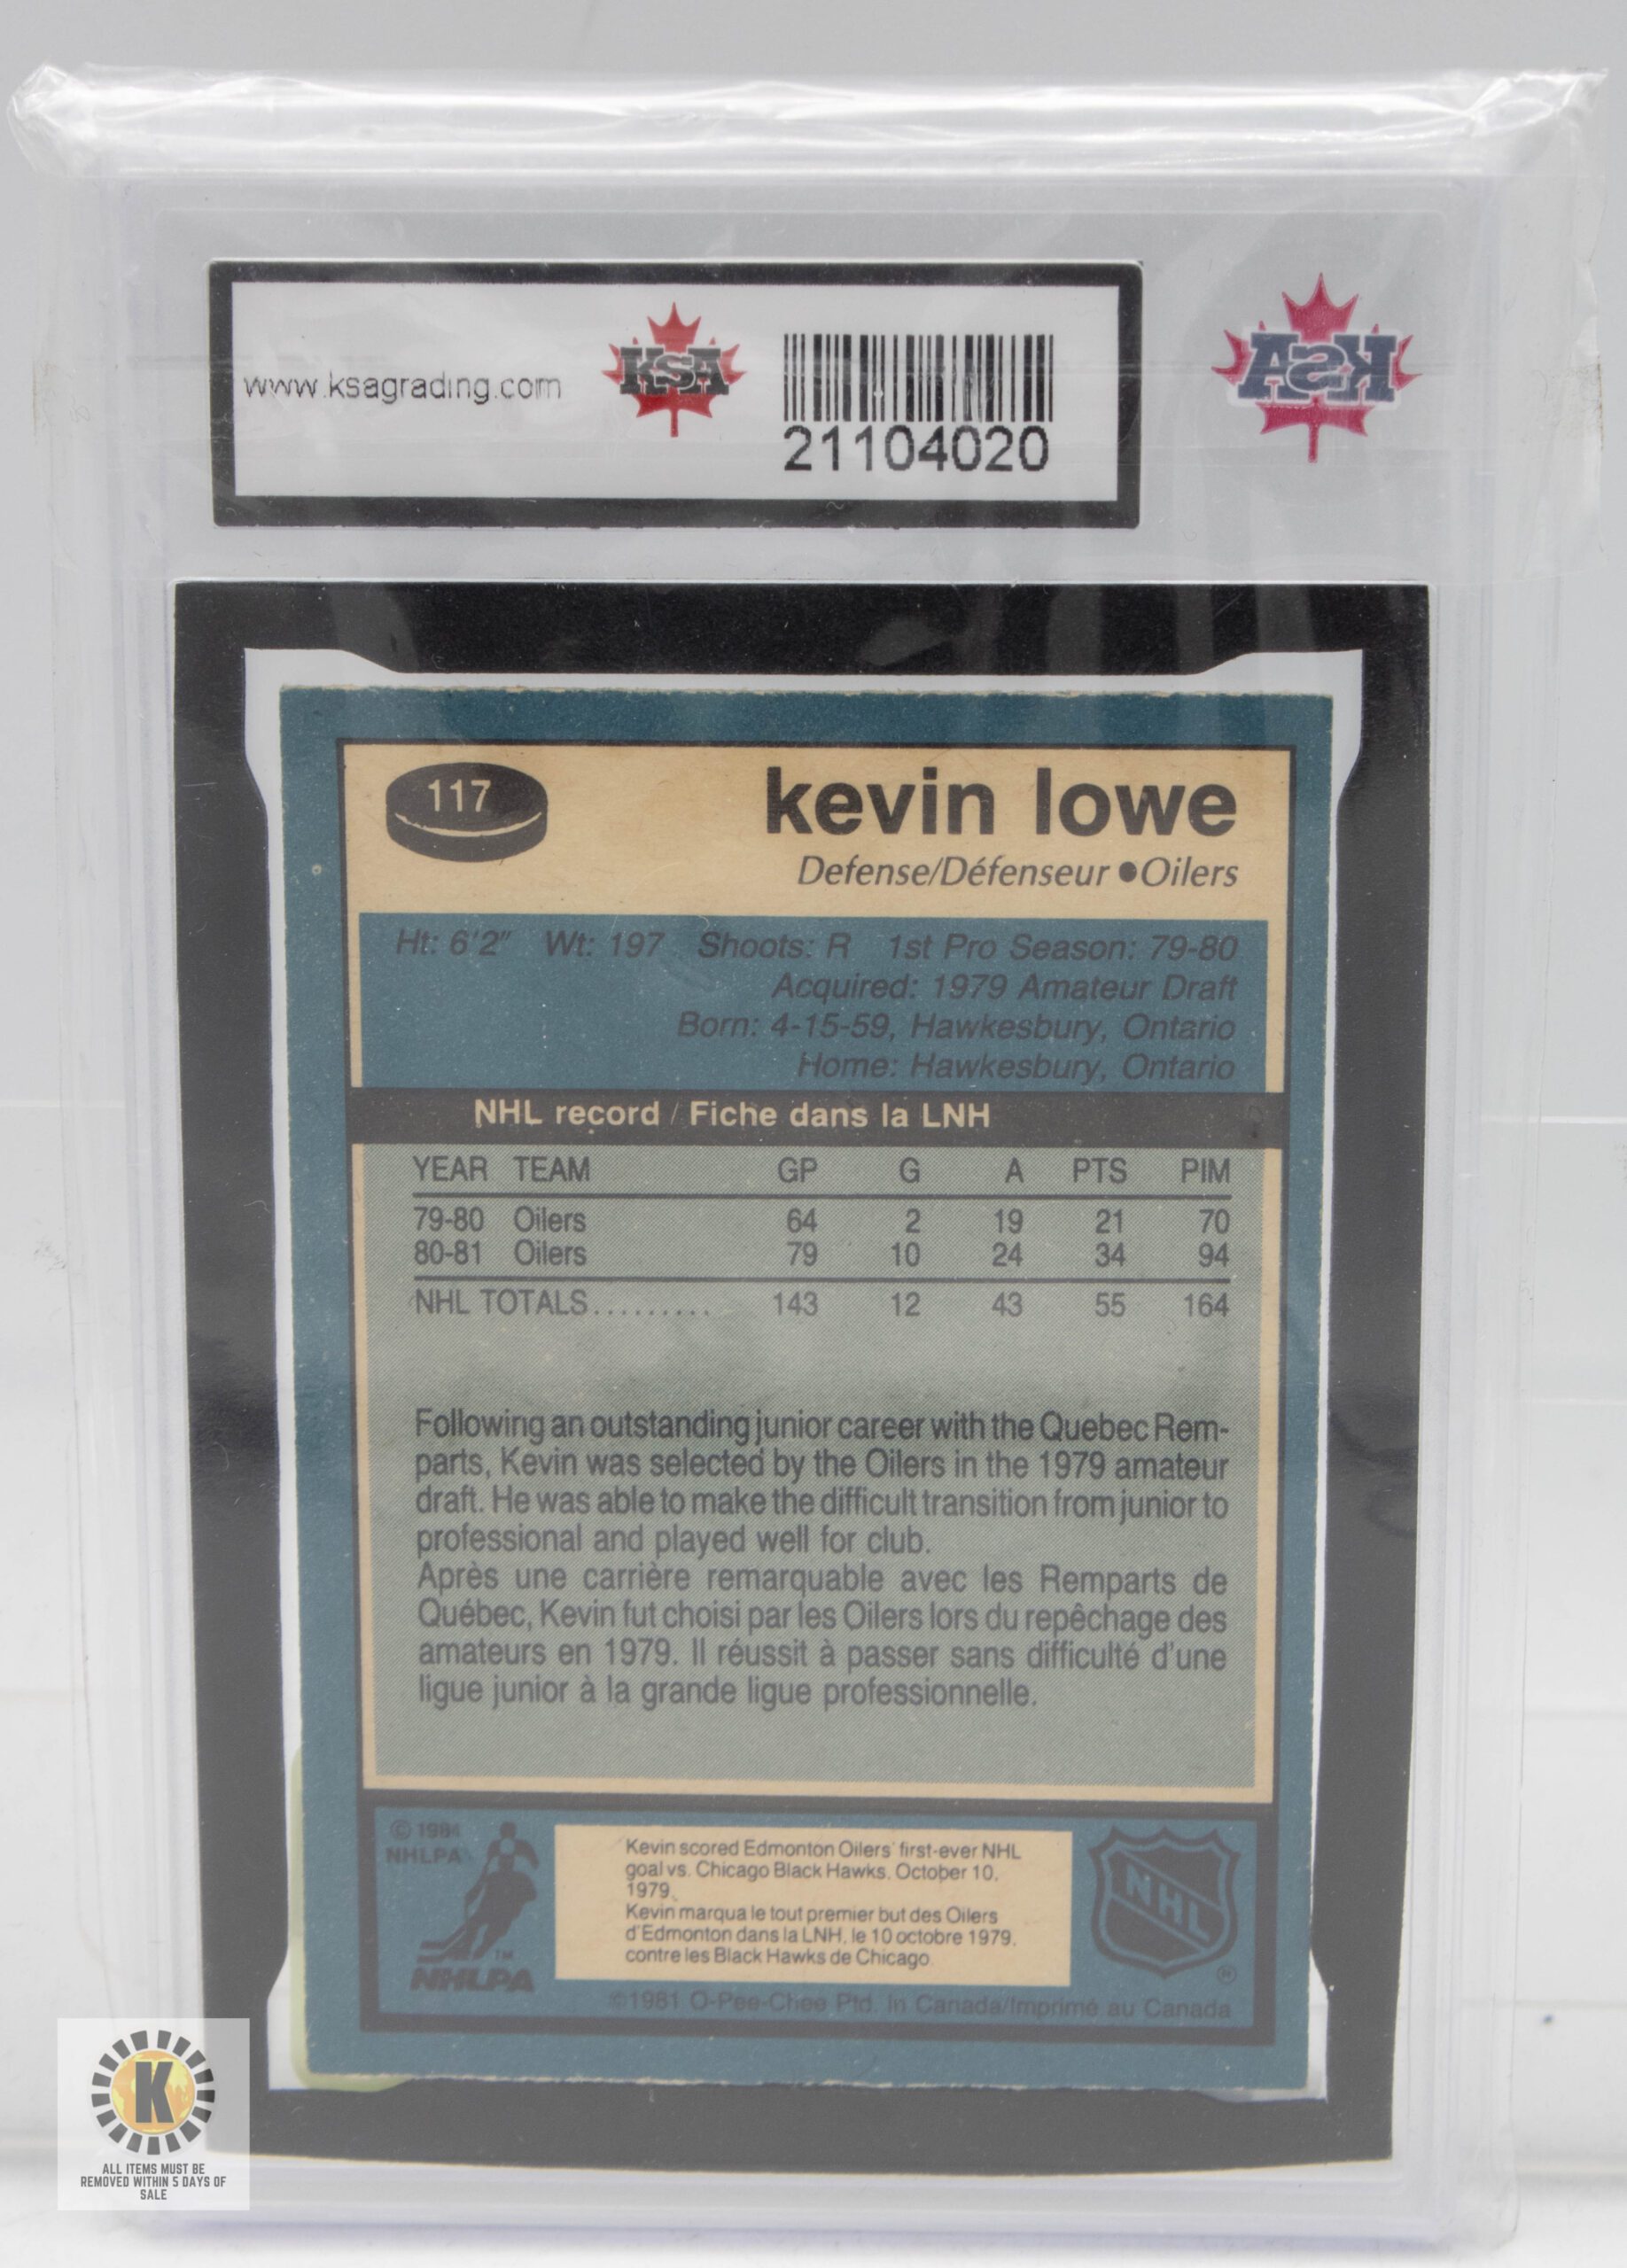 www.ksagrading.com
KSA
21104020
KSA
117
kevin lowe
Defense/Défenseur ●Oilers
Ht: 6'2" Wt: 197 Shoots: R 1st Pro Season: 79-80
Acquired: 1979 Amateur Draft
Born: 4-15-59, Hawkesbury, Ontario
Home: Hawkesbury, Ontario
NHL record / Fiche dans la LNH
YEAR TEAM GP G A PTS PIM
79-80 Oilers 64 2 19 21 70
80-81 Oilers 79 10 24 34 94
NHL TOTALS......... 143 12 43 55 164
Following an outstanding junior career with the Quebec Rem-
parts, Kevin was selected by the Oilers in the 1979 amateur
draft. He was able to make the difficult transition from junior to
professional and played well for club.
Après une carrière remarquable avec les Remparts de
Québec, Kevin fut choisi par les Oilers lors du repêchage des
amateurs en 1979. Il réussit à passer sans difficulté d'une
ligue junior à la grande ligue professionnelle.
© 1981
NHLPA
TM
NHLPA
Kevin scored Edmonton Oilers' first-ever NHL
goal vs. Chicago Black Hawks, October 10,
1979.
Kevin marqua le tout premier but des Oilers
d'Edmonton dans la LNH, le 10 octobre 1979,
contre les Black Hawks de Chicago.
NHL
®
©1981 O-Pee-Chee Ptd. in Canada/Imprimé au Canada
K
ALL ITEMS MUST BE
REMOVED WITHIN 5 DAYS OF
SALE